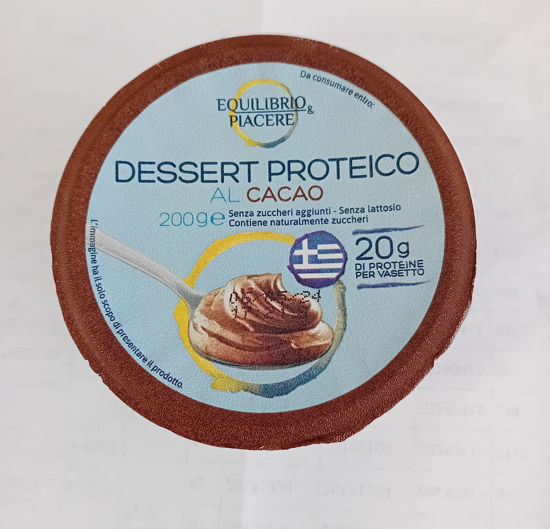 Da consumare entro:
EQUILIBRIO
& PIACERE
DESSERT PROTEICO
AL CACAO
200g e
Senza zuccheri aggiunti - Senza lattosio
Contiene naturalmente zuccheri
20g
DI PROTEINE
PER VASETTO
L'immagine ha il solo scopo di presentare il prodotto.